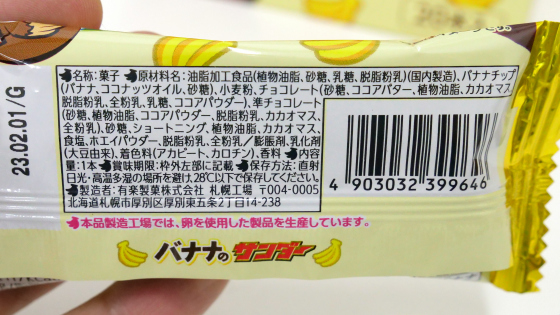 名称:菓子 原材料名:油脂加工食品(植物油脂、砂糖、乳糖、脱脂粉乳)(国内製造)、バナナチップ
(バナナ、ココナッツオイル、砂糖)、小麦粉、チョコレート(砂糖、ココアバター、植物油脂、カカオマス、
脱脂粉乳、全粉乳、乳糖、ココアパウダー)、準チョコレート
(砂糖、植物油脂、ココアパウダー、脱脂粉乳、カカオマス、
全粉乳)、砂糖、ショートニング、植物油脂、カカオマス、
食塩、ホエイパウダー、脱脂粉乳、全粉乳/膨脹剤、乳化剤
(大豆由来)、着色料(アカビート、カロチン)、香料 内容
量:1本 賞味期限:枠外左部に記載 保存方法:直射
日光・高温多湿の場所を避け、28℃以下で保存してください。
製造者:有楽製菓株式会社 札幌工場 〒004-0005
北海道札幌市厚別区厚別東五条2丁目14-238
23.02.01/G
4 903032 399646
本品製造工場では、卵を使用した製品を生産しています。
バナナのサンダー